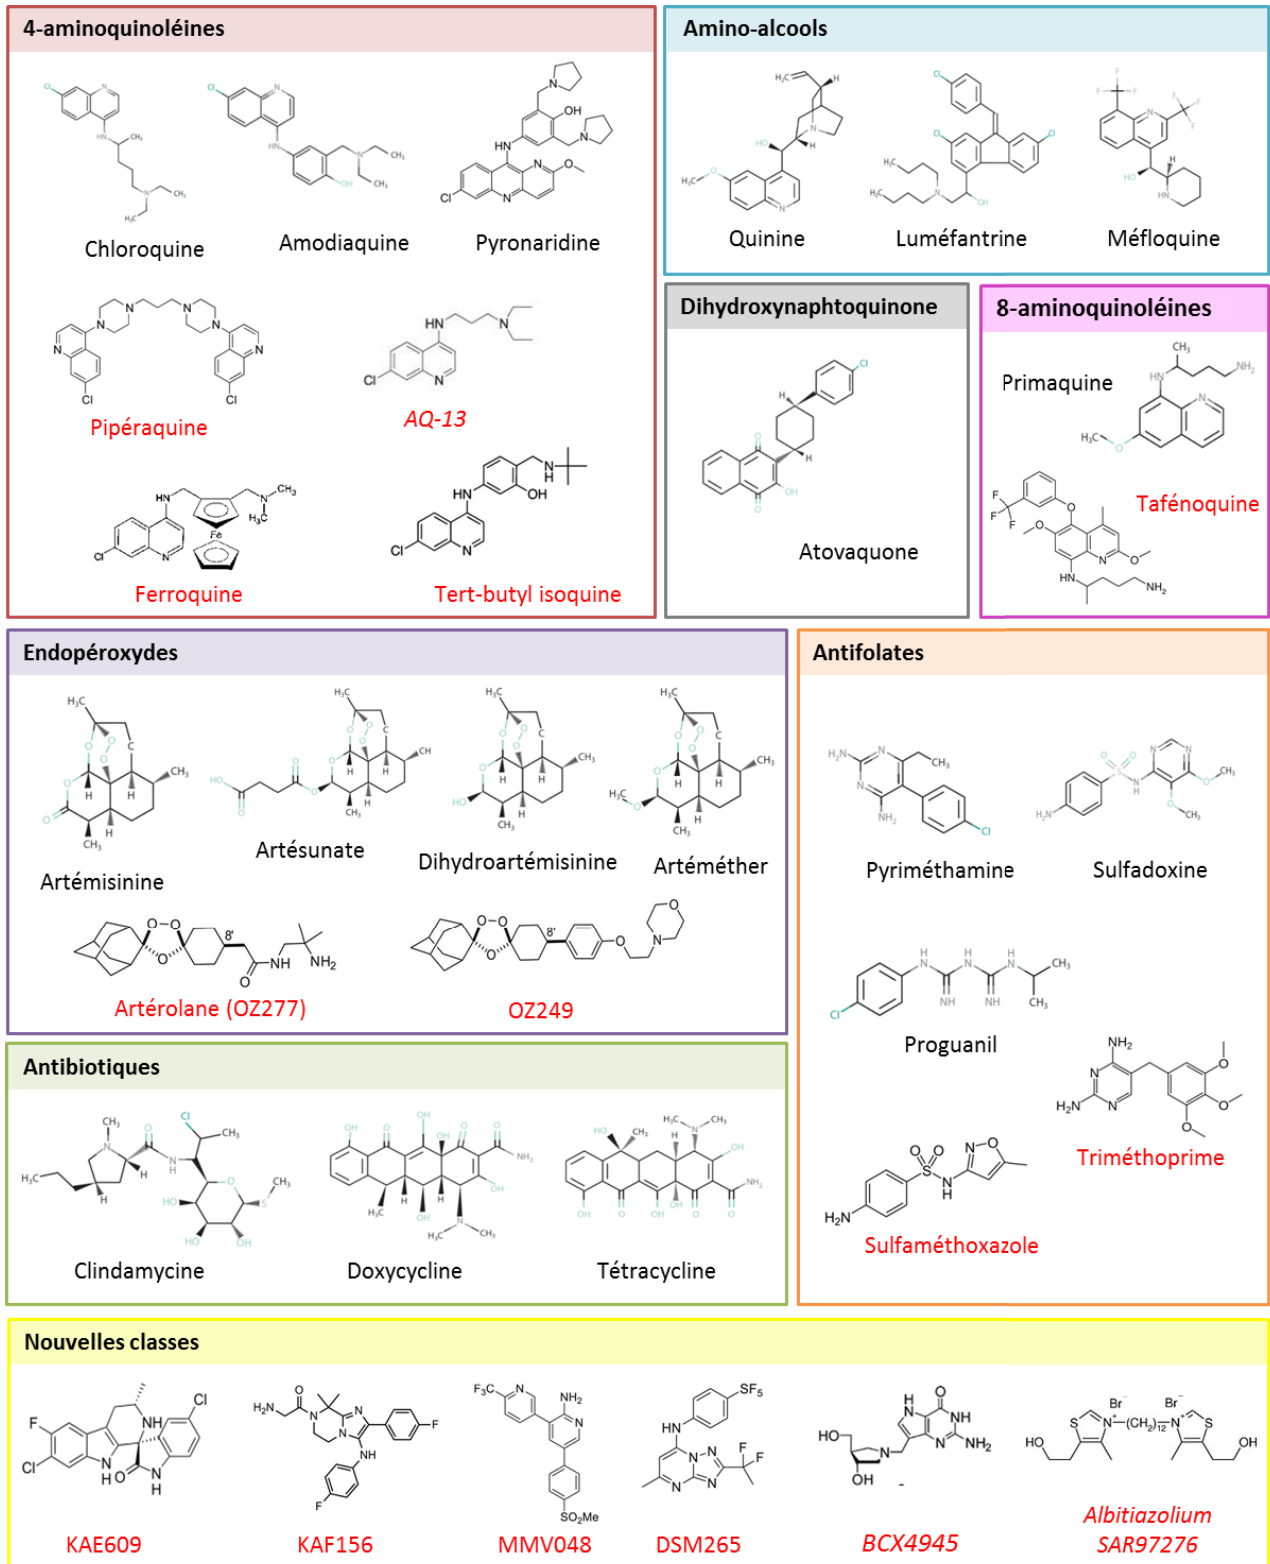 4-aminoquinoléines
Chloroquine
Amodiaquine
Pyronaridine
Pipéraquine
AQ-13
Ferroquine
Tert-butyl isoquine
Amino-alcools
Quinine
Luméfantrine
Méfloquine
Dihydroxynaphtoquinone
Atovaquone
8-aminoquinoléines
Primaquine
Tafénoquine
Endopéroxydes
Artémisinine
Artésunate
Dihydroartémisinine
Artéméther
Artérolane (OZ277)
OZ249
Antifolates
Pyriméthamine
Sulfadoxine
Proguanil
Triméthoprime
Sulfaméthoxazole
Antibiotiques
Clindamycine
Doxycycline
Tétracycline
Nouvelles classes
KAE609
KAF156
MMV048
DSM265
BCX4945
Albitiazolium
SAR97276